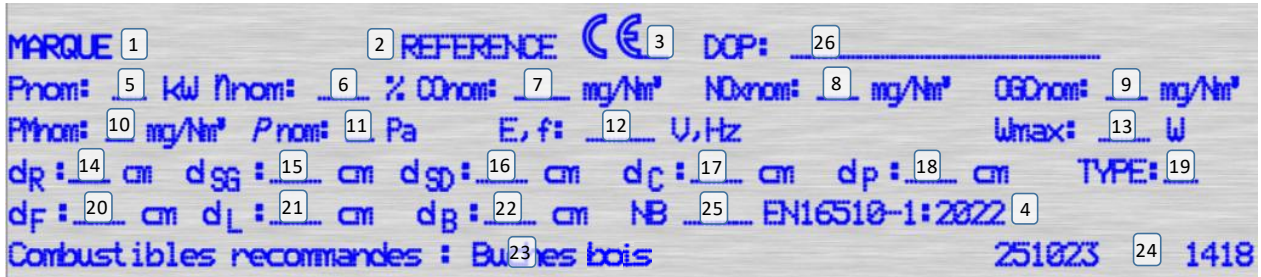 MARQUE 1 2 REFERENCE CE 3 DOP: 26
Pnom: 5 kW ηnom: 6 % COnom: 7 mg/Nm³ NOxnom: 8 mg/Nm³ OGCnom: 9 mg/Nm³
PMnom: 10 mg/Nm³ Pnom: 11 Pa E,f: 12 V,Hz Wmax: 13 W
dR : 14 cm dSG : 15 cm dSD: 16 cm dC : 17 cm dP : 18 cm TYPE: 19
dF : 20 cm dL : 21 cm dB : 22 cm NB 25 EN16510-1:2022 4
Combustibles recommandes : Bu 23 hes bois 251023 24 1418